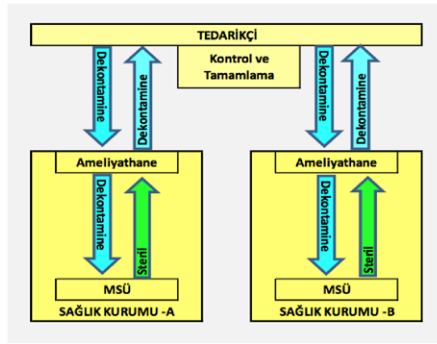 TEDARİKÇİ
Kontrol ve
Tamamlama
Dekontamine
Dekontamine
Dekontamine
Dekontamine
Ameliyathane
Dekontamine
Steril
MSÜ
SAĞLIK KURUMU -A
Ameliyathane
Dekontamine
Steril
MSÜ
SAĞLIK KURUMU -B